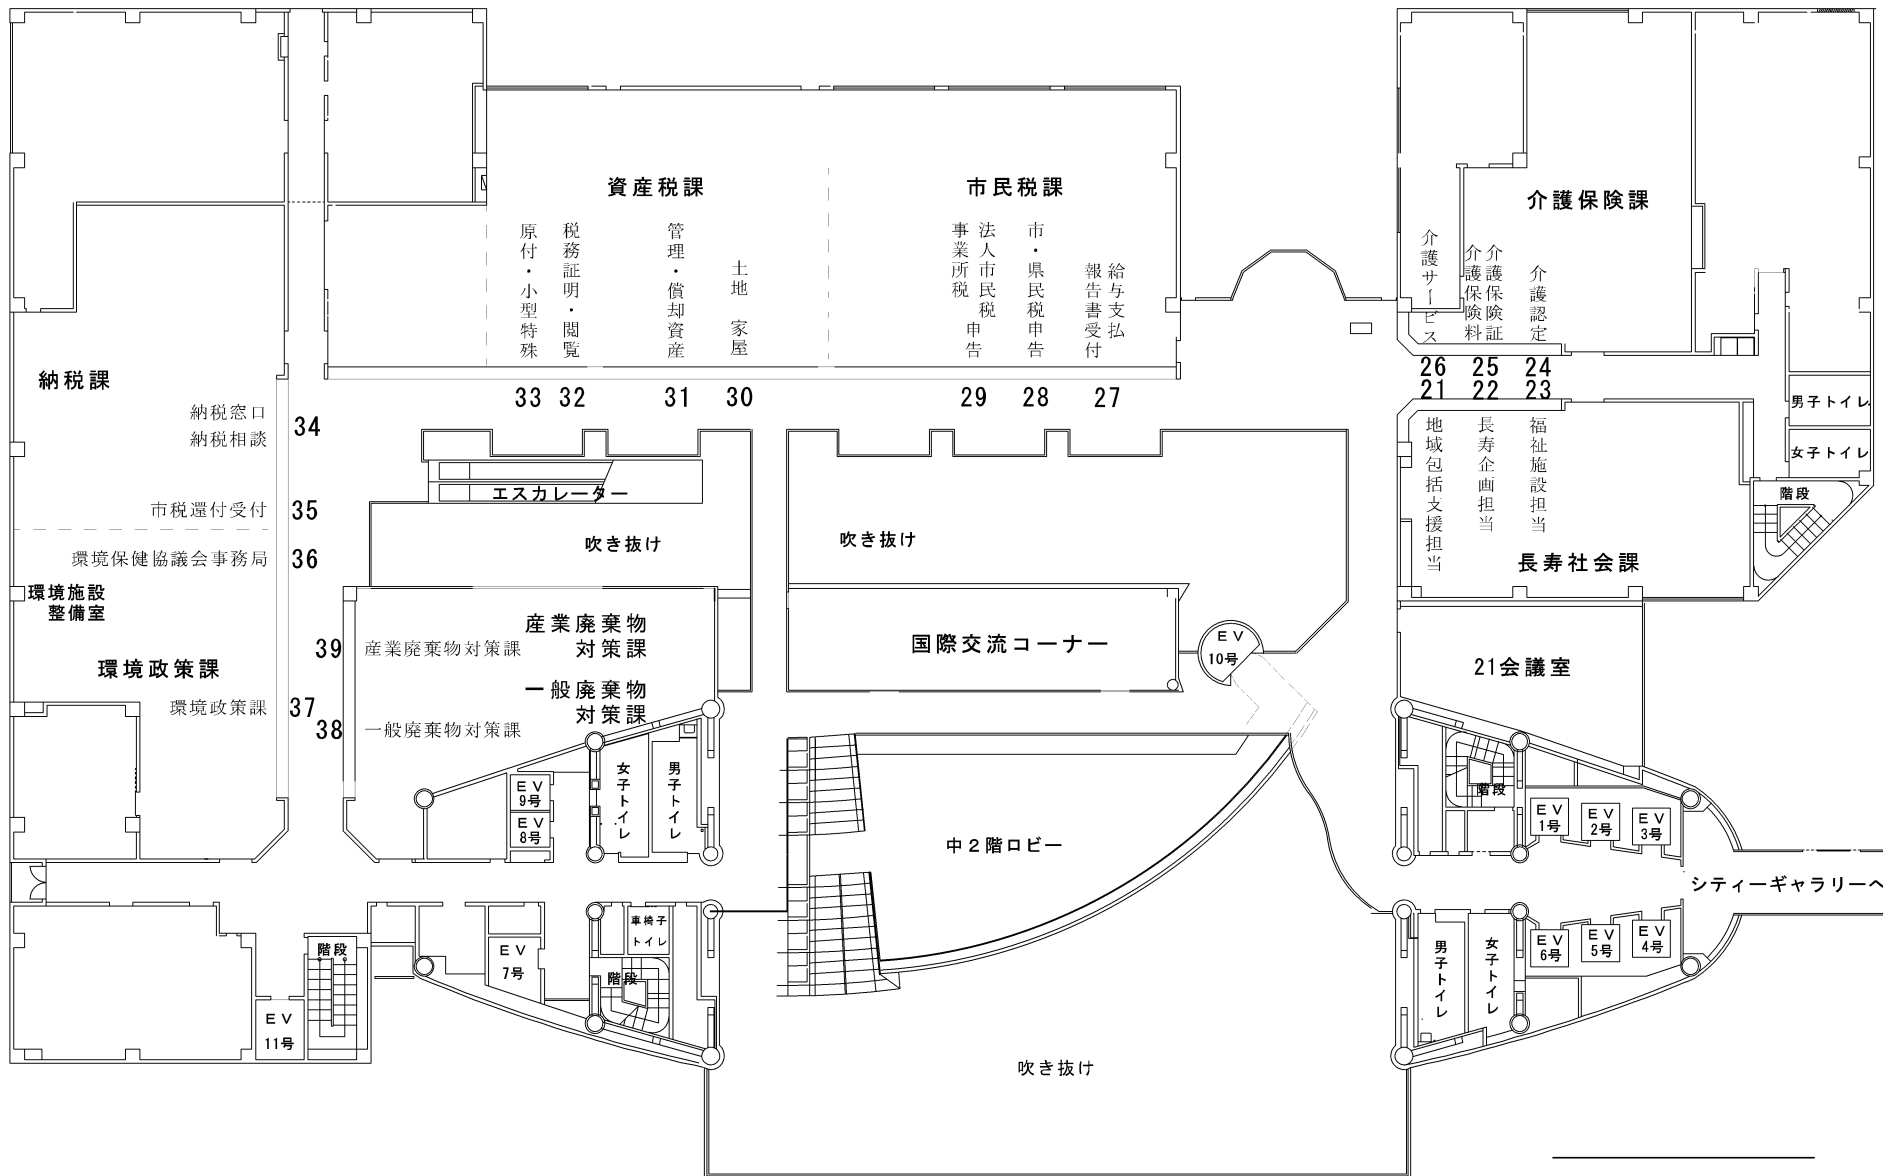 資産税課
原付・小型特殊
税務証明・閲覧
管理・償却資産
土地 家屋
33
32
31
30
市民税課
事業所税
法人市民税 申告
市・県民税申告
報告書受付
給与支払
29
28
27
介護保険課
介護サービス
介護保険料
介護保険証
介護認定
26
25
24
21
22
23
地域包括支援担当
長寿企画担当
福祉施設担当
長寿社会課
男子トイレ
女子トイレ
階段
納税課
納税窓口
納税相談
34
市税還付受付
35
環境保健協議会事務局
36
環境施設
整備室
環境政策課
環境政策課
37
39
産業廃棄物対策課
産業廃棄物
対策課
一般廃棄物
対策課
38
一般廃棄物対策課
エスカレーター
吹き抜け
吹き抜け
国際交流コーナー
EV
10号
21会議室
EV
9号
EV
8号
女子トイレ
男子トイレ
中2階ロビー
階段
EV
1号
EV
2号
EV
3号
シティーギャラリーへ
階段
EV
11号
EV
7号
車椅子
トイレ
階段
男子トイレ
女子トイレ
EV
6号
EV
5号
EV
4号
吹き抜け